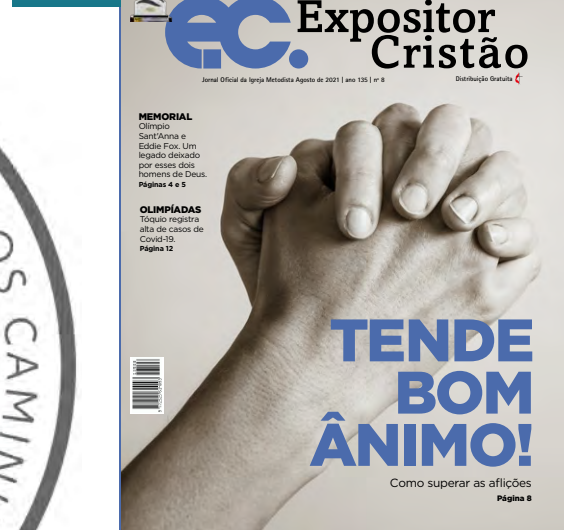 ec.
Expositor
Cristão
Jornal Oficial da Igreja Metodista Agosto de 2021 | ano 135 | nº 8
Distribuição Gratuita
MEMORIAL
Olímpio
Sant'Anna e
Eddie Fox. Um
legado deixado
por esses dois
homens de Deus.
Páginas 4 e 5
OLIMPÍADAS
Tóquio registra
alta de casos de
Covid-19.
Página 12
TENDE
BOM
ÂNIMO!
Como superar as aflições
Página 8
OS CAMIN